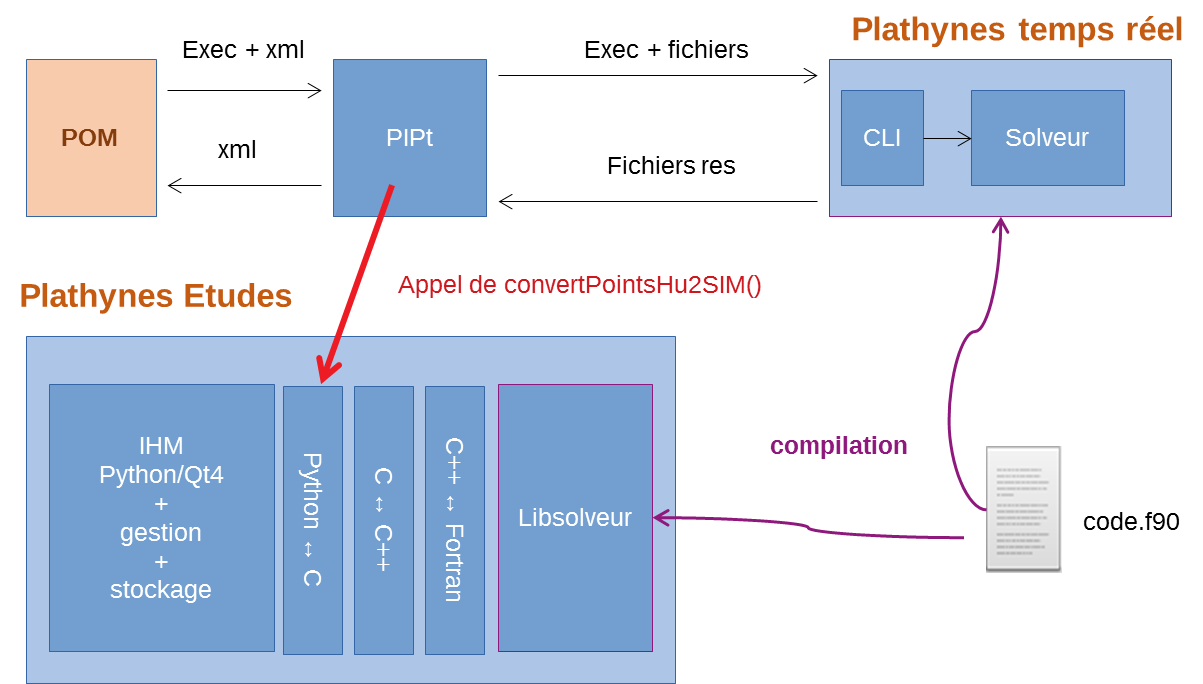 Plathynes temps réel
Exec + xml
Exec + fichiers
POM
PIPt
CLI
Solveur
xml
Fichiers res
Appel de convertPointsHu2SIM()
Plathynes Etudes
IHM
Python/Qt4
+
gestion
+
stockage
Python ↔ C
C ↔ C++
C++ ↔ Fortran
Libsolveur
compilation
code.f90